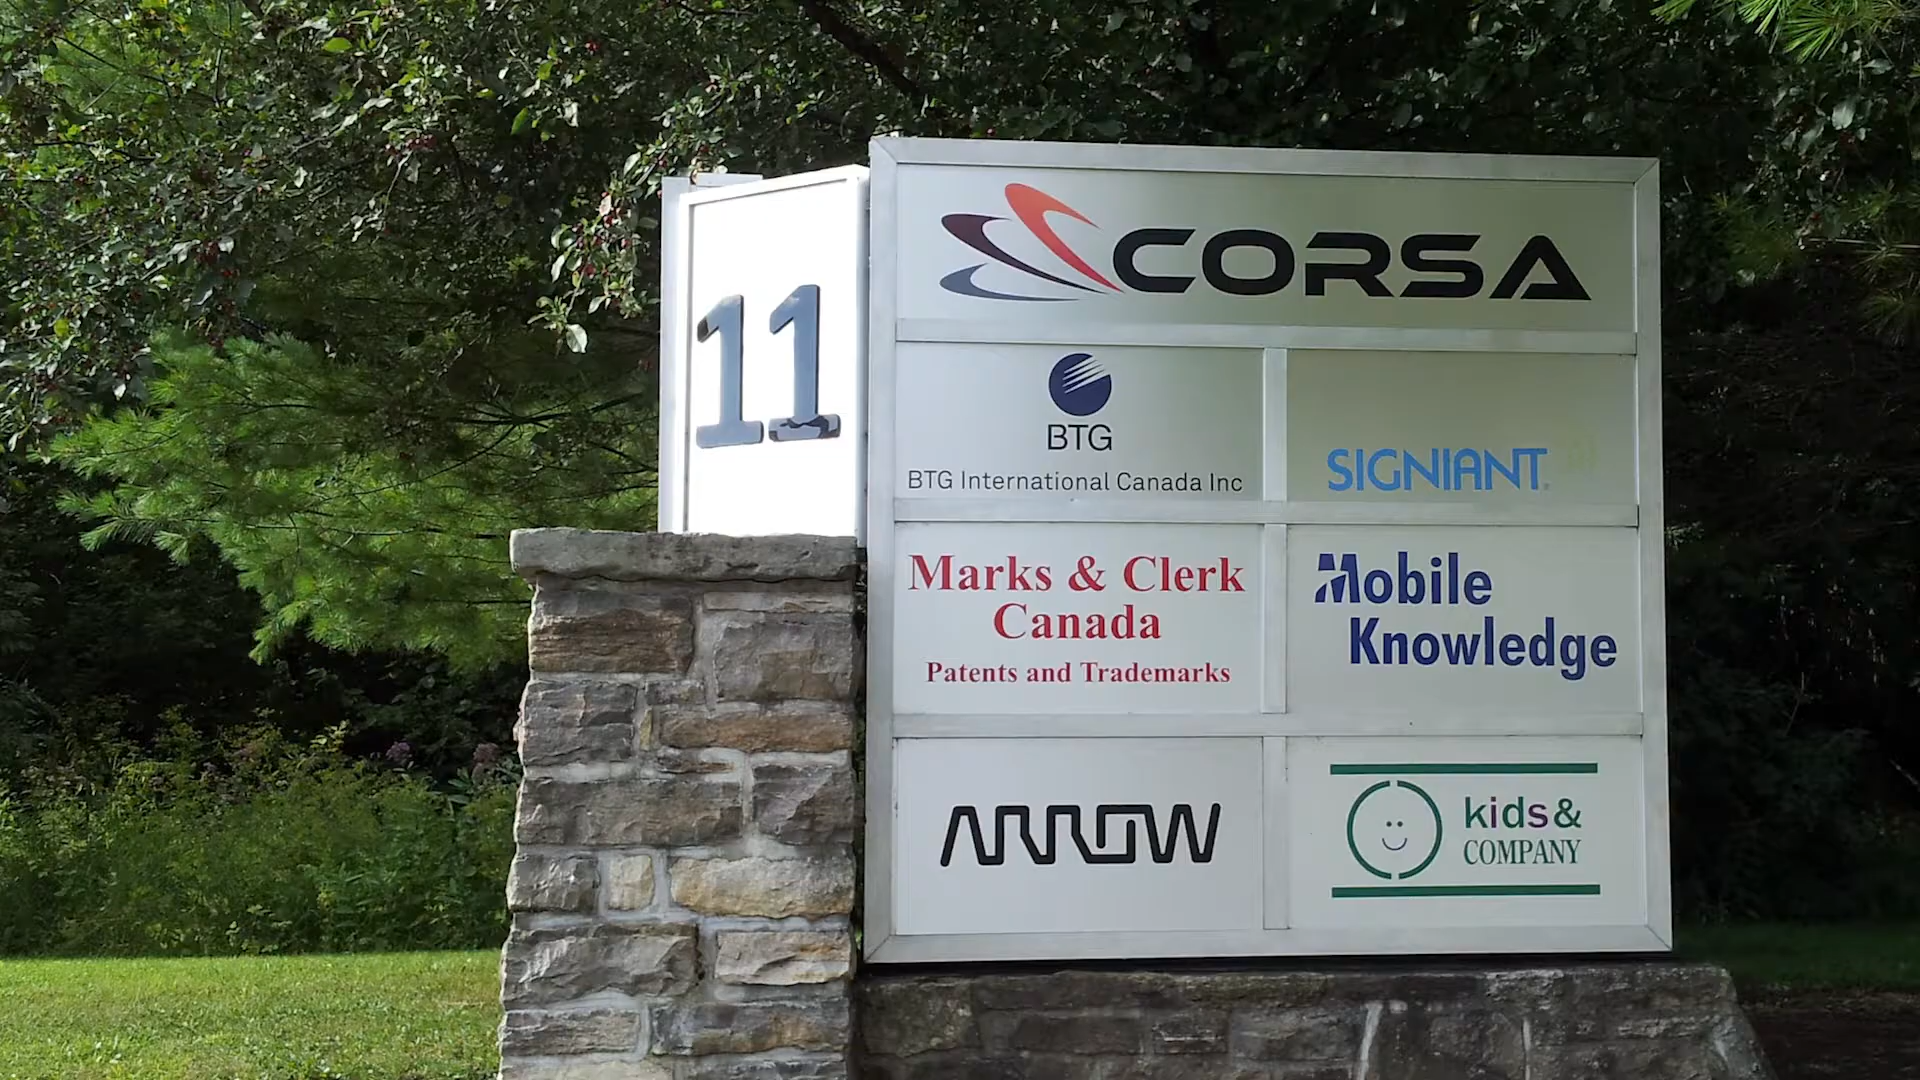 11
CORSA
BTG
BTG International Canada Inc
SIGNIANT
Marks & Clerk
Canada
Patents and Trademarks
Mobile
Knowledge
ARROW
kids &
COMPANY